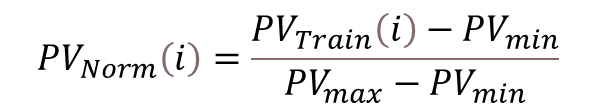 PV_Norm(i) = (PV_Train(i) − PV_min) / (PV_max − PV_min)